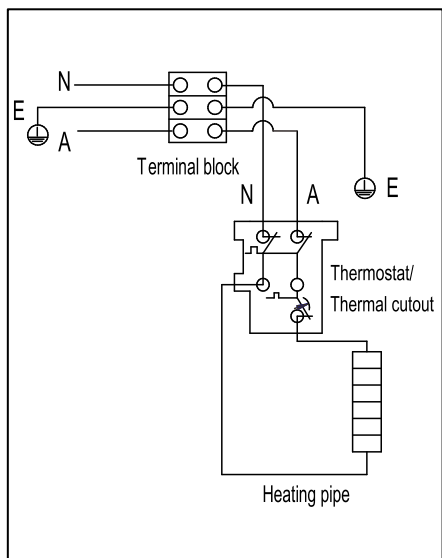 N
E
A
Terminal block
N A
E
Thermostat/
Thermal cutout
Heating pipe